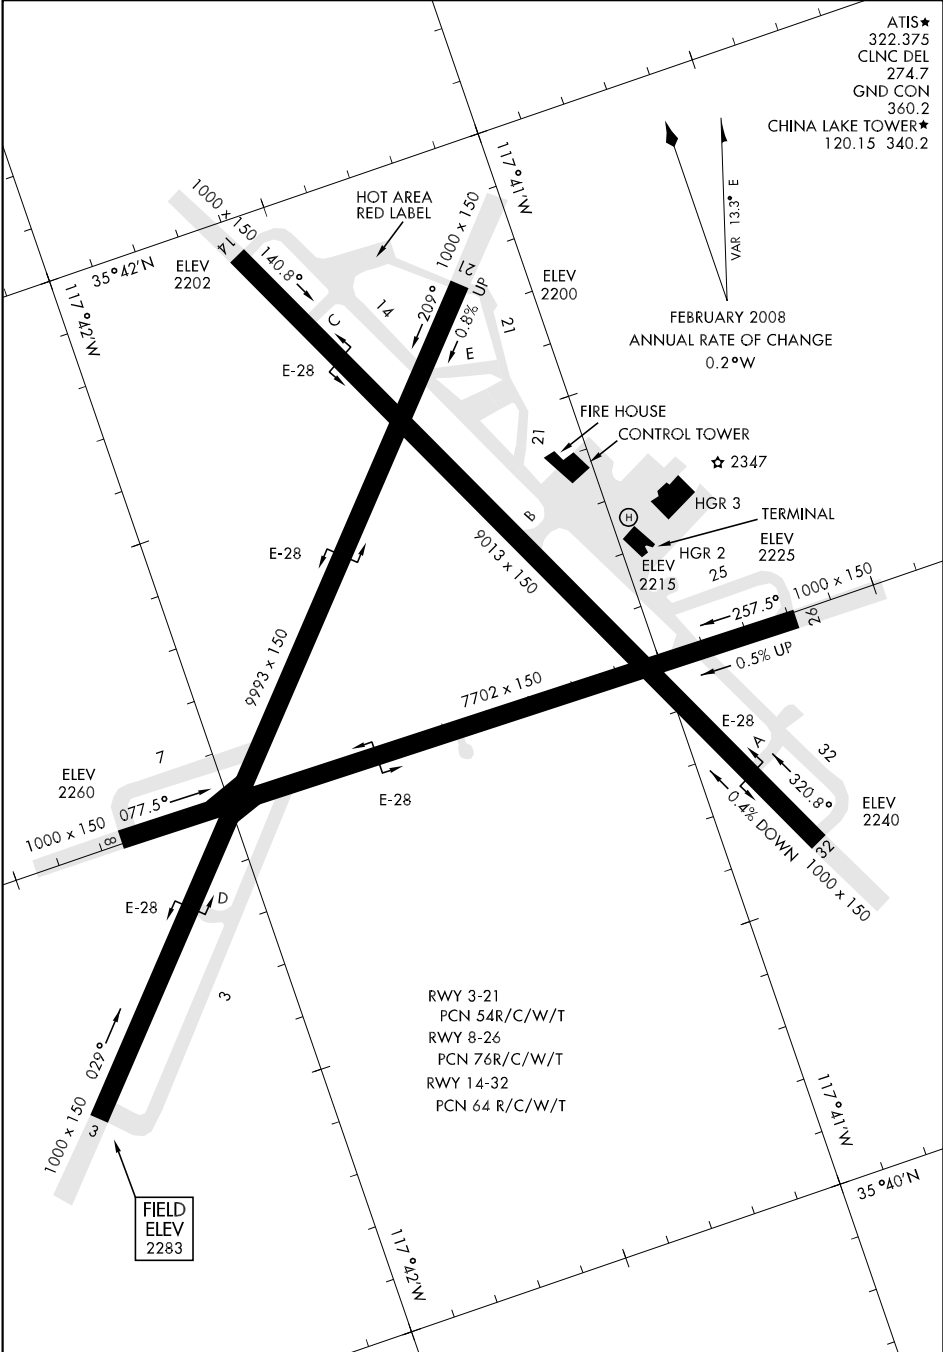 ATIS★
322.375
CLNC DEL
274.7
GND CON
360.2
CHINA LAKE TOWER★
120.15 340.2
VAR 13.3° E
FEBRUARY 2008
ANNUAL RATE OF CHANGE
0.2°W
117°41'W
HOT AREA
RED LABEL
1000 x 150
14
35°42'N
ELEV
2202
140.8°
1000 x 150
21
ELEV
2200
209°
0.8% UP
117°42'W
C
14
21
E
E-28
FIRE HOUSE
21
CONTROL TOWER
2347
HGR 3
H
TERMINAL
B
E-28
9013 x 150
HGR 2
ELEV
2225
ELEV
2215
25
1000 x 150
257.5°
26
0.5% UP
9993 x 150
7702 x 150
E-28
A
32
320.8°
0.4% DOWN
ELEV
2240
32
1000 x 150
7
ELEV
2260
077.5°
1000 x 150
8
E-28
E-28
D
3
RWY 3-21
PCN 54R/C/W/T
RWY 8-26
PCN 76R/C/W/T
RWY 14-32
PCN 64 R/C/W/T
029°
1000 x 150
3
117°41'W
35°40'N
FIELD
ELEV
2283
117°42'W